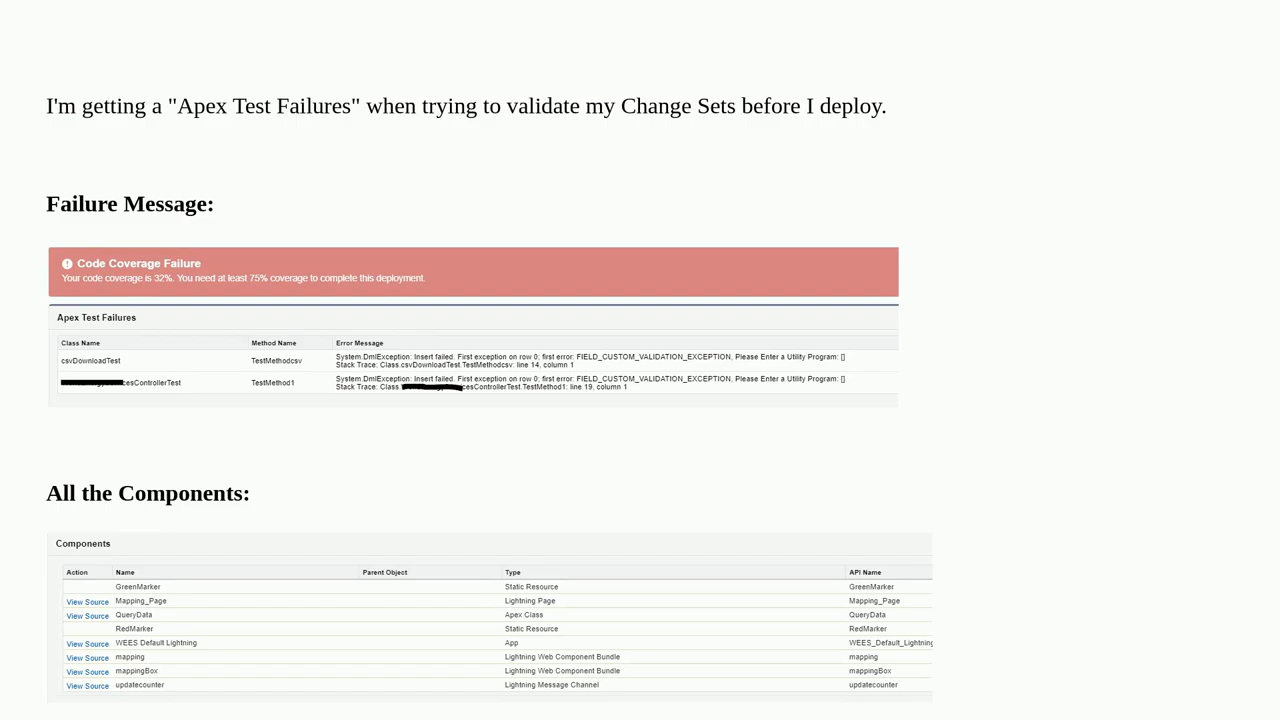 I'm getting a "Apex Test Failures" when trying to validate my Change Sets before I deploy.
Failure Message:
Code Coverage Failure
Your code coverage is 32%. You need at least 75% coverage to complete this deployment.
Apex Test Failures
Class Name Method Name Error Message
csvDownloadTest TestMethodcsv System.DmlException: Insert failed. First exception on row 0; first error: FIELD_CUSTOM_VALIDATION_EXCEPTION, Please Enter a Utility Program: []
Stack Trace: Class.csvDownloadTest.TestMethodcsv: line 14, column 1
cesControllerTest TestMethod1 System.DmlException: Insert failed. First exception on row 0; first error: FIELD_CUSTOM_VALIDATION_EXCEPTION, Please Enter a Utility Program: []
Stack Trace: Class. cesControllerTest.TestMethod1: line 19, column 1
All the Components:
Components
Action Name Parent Object Type API Name
GreenMarker Static Resource GreenMarker
View Source Mapping_Page Lightning Page Mapping_Page
View Source QueryData Apex Class QueryData
RedMarker Static Resource RedMarker
View Source WEES Default Lightning App WEES_Default_Lightning
View Source mapping Lightning Web Component Bundle mapping
View Source mappingBox Lightning Web Component Bundle mappingBox
View Source updatecounter Lightning Message Channel updatecounter